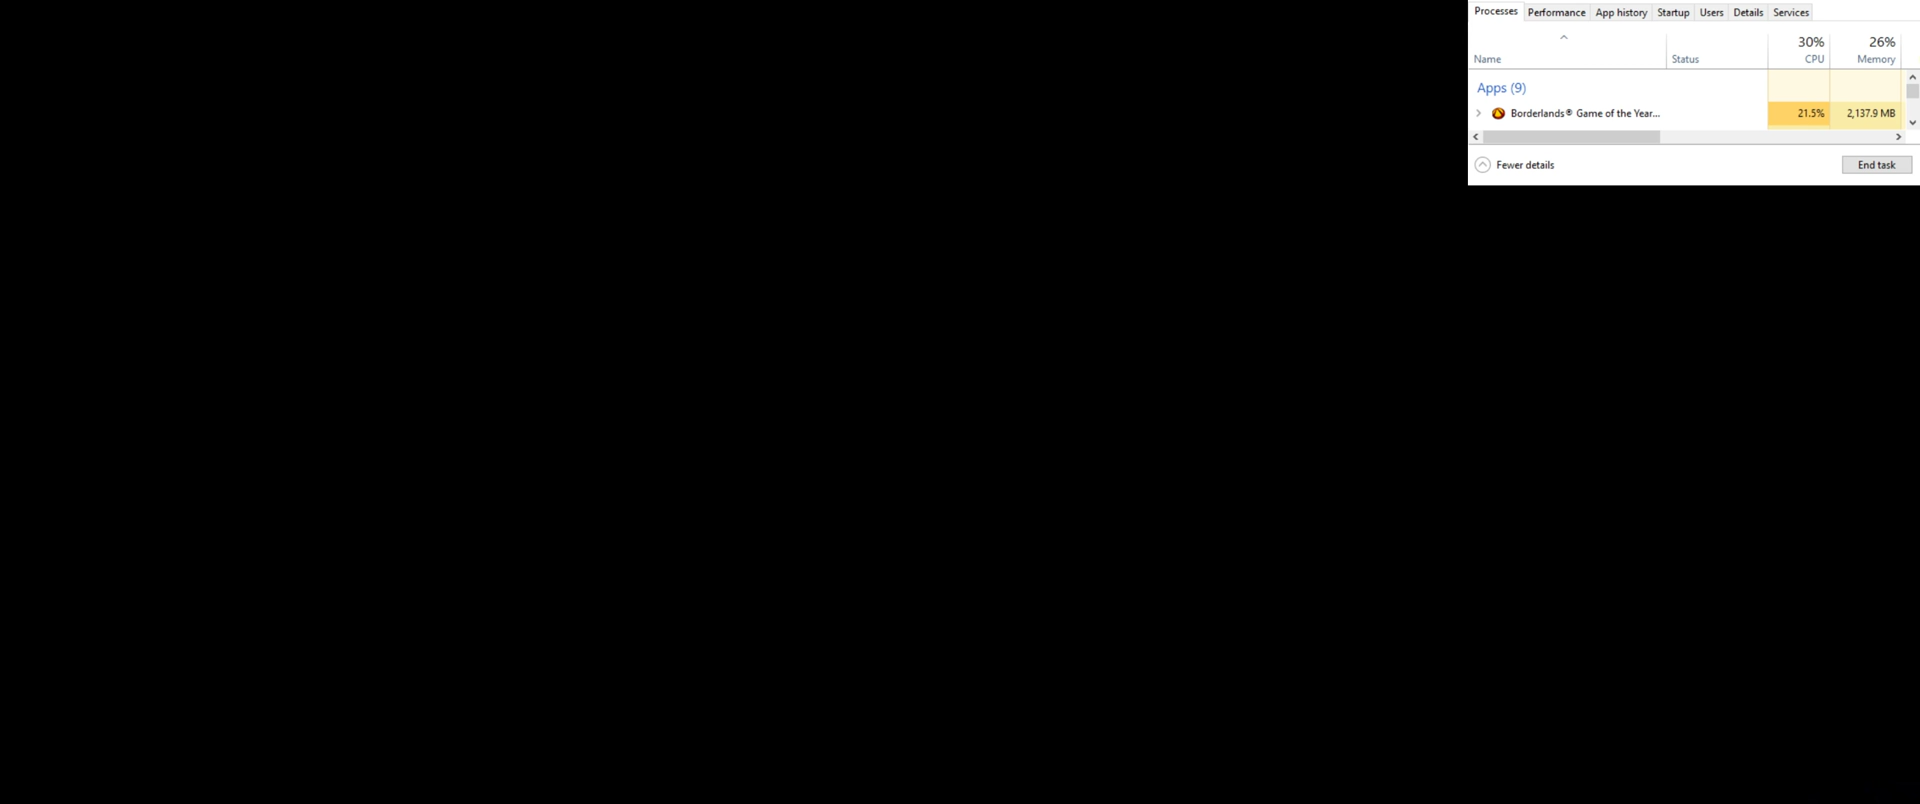 Processes Performance App history Startup Users Details Services
30% 26%
Name Status CPU Memory
Apps (9)
Borderlands® Game of the Year... 21.5% 2,137.9 MB
Fewer details End task